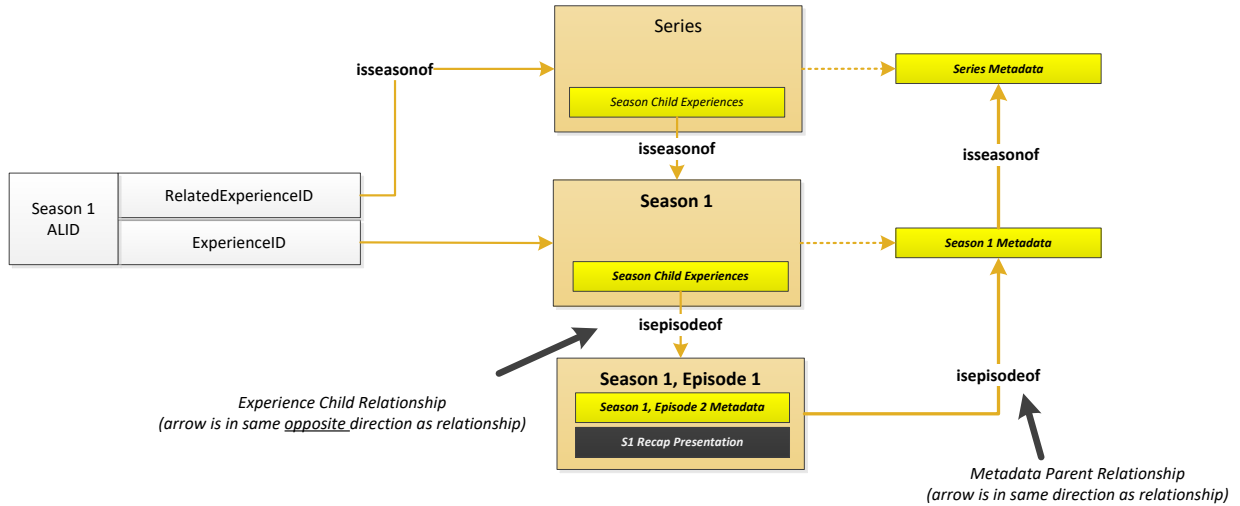 Series
isseasonof
Series Metadata
Season Child Experiences
isseasonof
isseasonof
RelatedExperienceID
Season 1
ALID
Season 1
ExperienceID
Season 1 Metadata
Season Child Experiences
isepisodeof
Season 1, Episode 1
isepisodeof
Experience Child Relationship
(arrow is in same opposite direction as relationship)
Season 1, Episode 2 Metadata
S1 Recap Presentation
Metadata Parent Relationship
(arrow is in same direction as relationship)